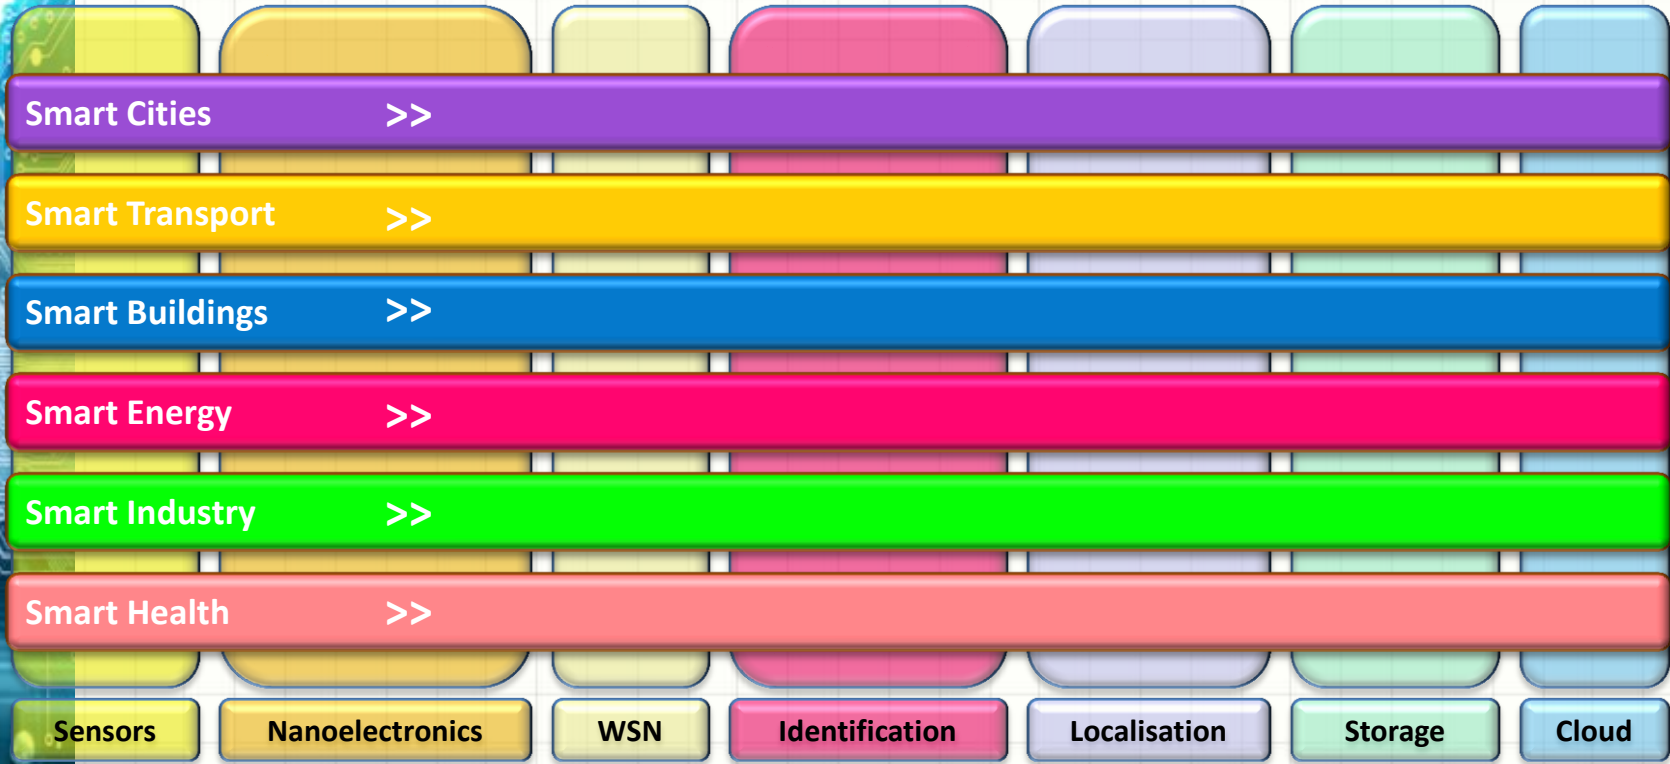 Smart Cities >>
Smart Transport >>
Smart Buildings >>
Smart Energy >>
Smart Industry >>
Smart Health >>
Sensors Nanoelectronics WSN Identification Localisation Storage Cloud